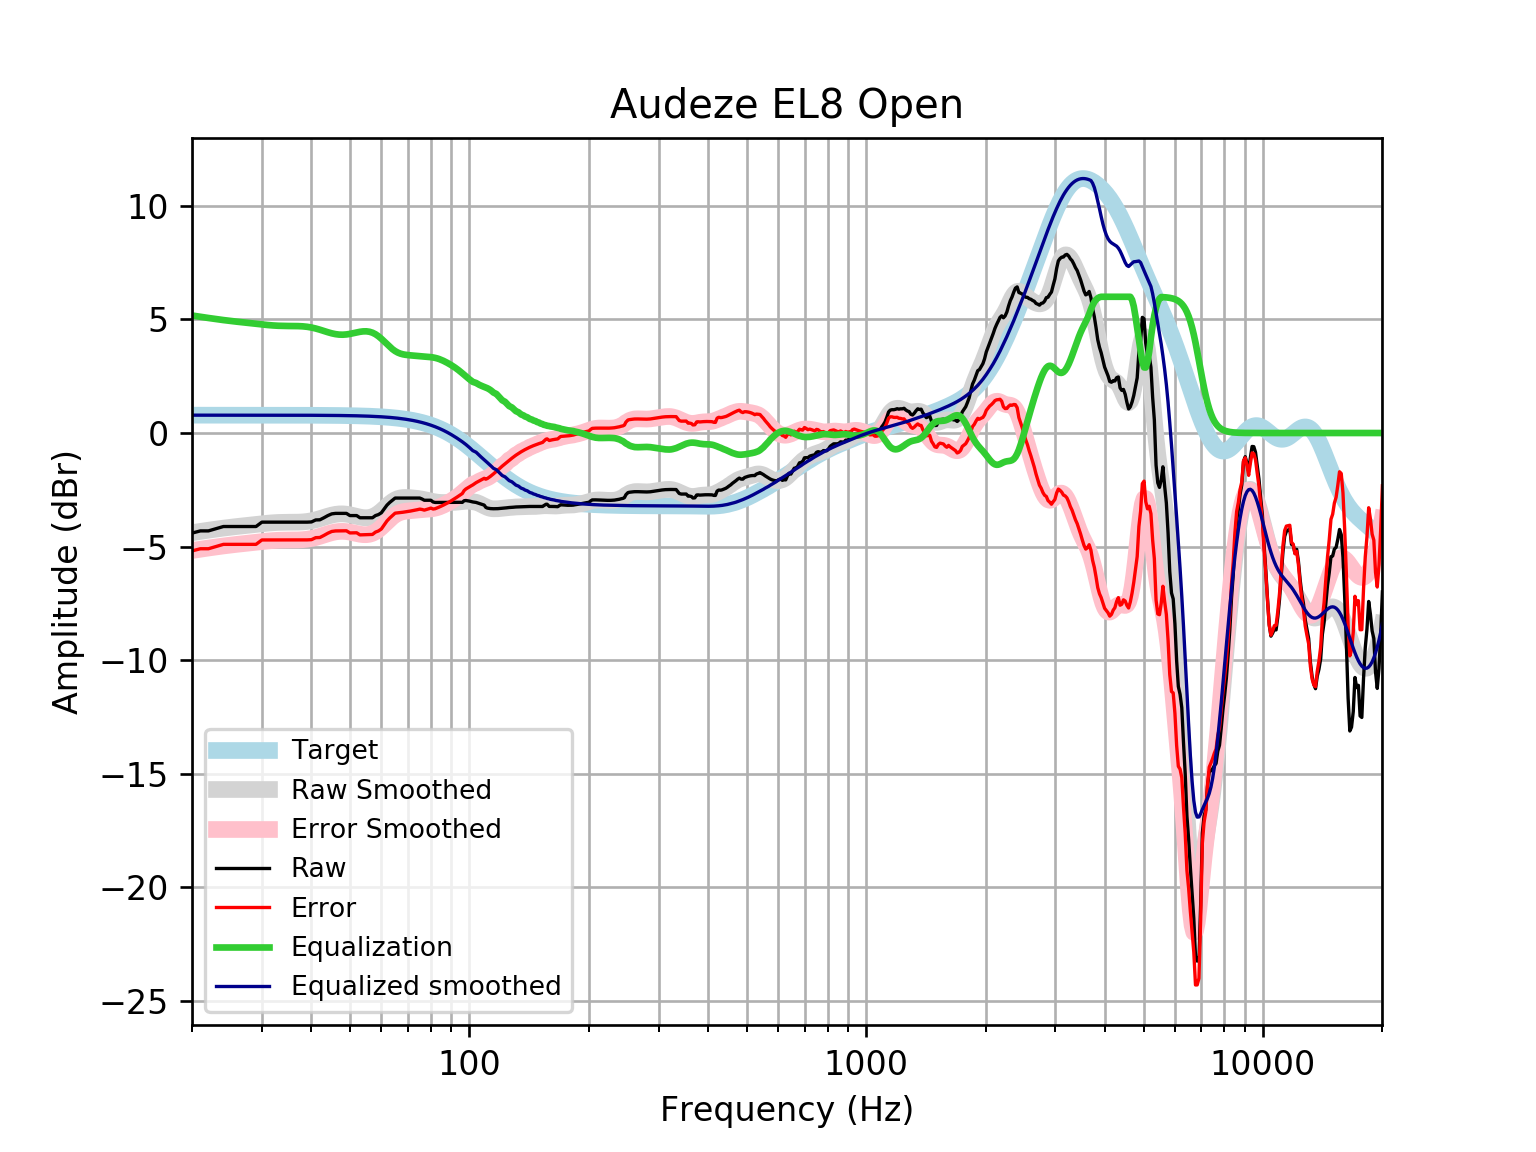 Audeze EL8 Open
Amplitude (dBr)
10
5
0
−5
−10
−15
−20
−25
Target
Raw Smoothed
Error Smoothed
Raw
Error
Equalization
Equalized smoothed
100 1000 10000
Frequency (Hz)